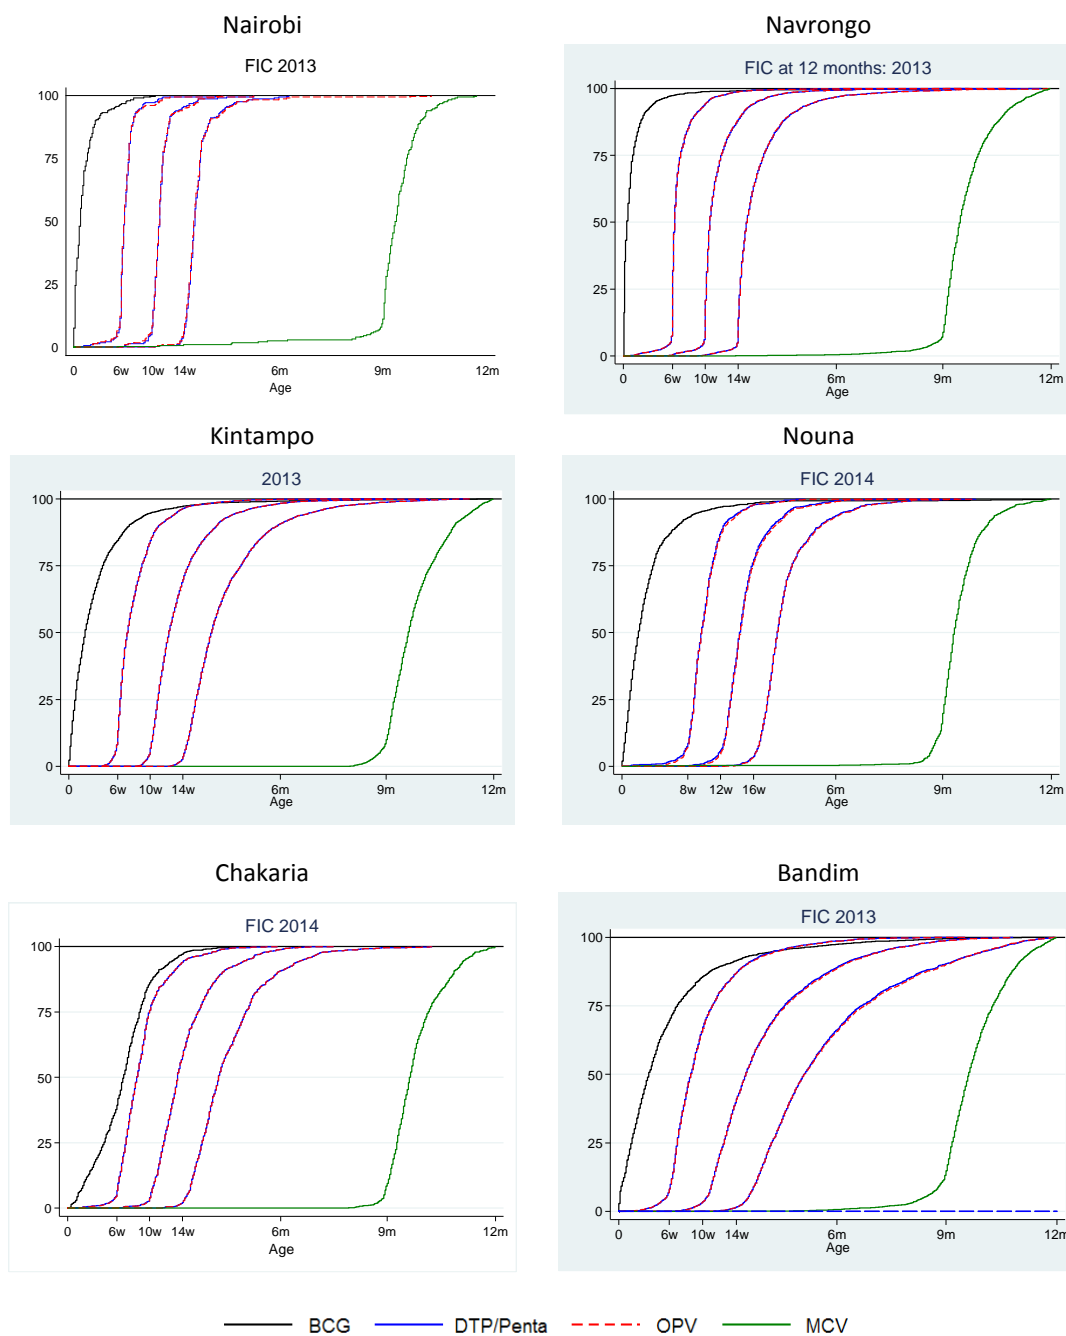 Nairobi
FIC 2013
100
75
50
25
0
0 6w 10w 14w 6m 9m 12m
Age
Navrongo
FIC at 12 months: 2013
100
75
50
25
0
0 6w 10w 14w 6m 9m 12m
Age
Kintampo
2013
100
75
50
25
0
0 6w 10w 14w 6m 9m 12m
Age
Nouna
FIC 2014
100
75
50
25
0
0 8w 12w 16w 6m 9m 12m
Age
Chakaria
FIC 2014
100
75
50
25
0
0 6w 10w 14w 6m 9m 12m
Age
Bandim
FIC 2013
100
75
50
25
0
0 6w 10w 14w 6m 9m 12m
Age
BCG DTP/Penta OPV MCV